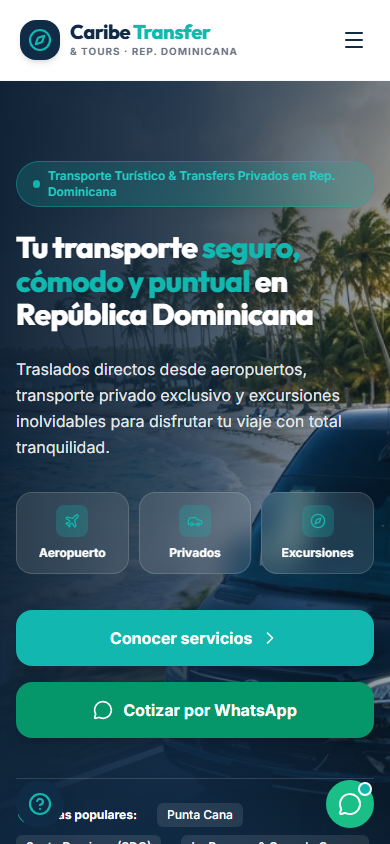 Caribe Transfer
& TOURS · REP. DOMINICANA
Transporte Turístico & Transfers Privados en Rep.
Dominicana
Tu transporte seguro,
cómodo y puntual en
República Dominicana
Traslados directos desde aeropuertos,
transporte privado exclusivo y excursiones
inolvidables para disfrutar tu viaje con total
tranquilidad.
Aeropuerto
Privados
Excursiones
Conocer servicios
Cotizar por WhatsApp
populares:
Punta Cana